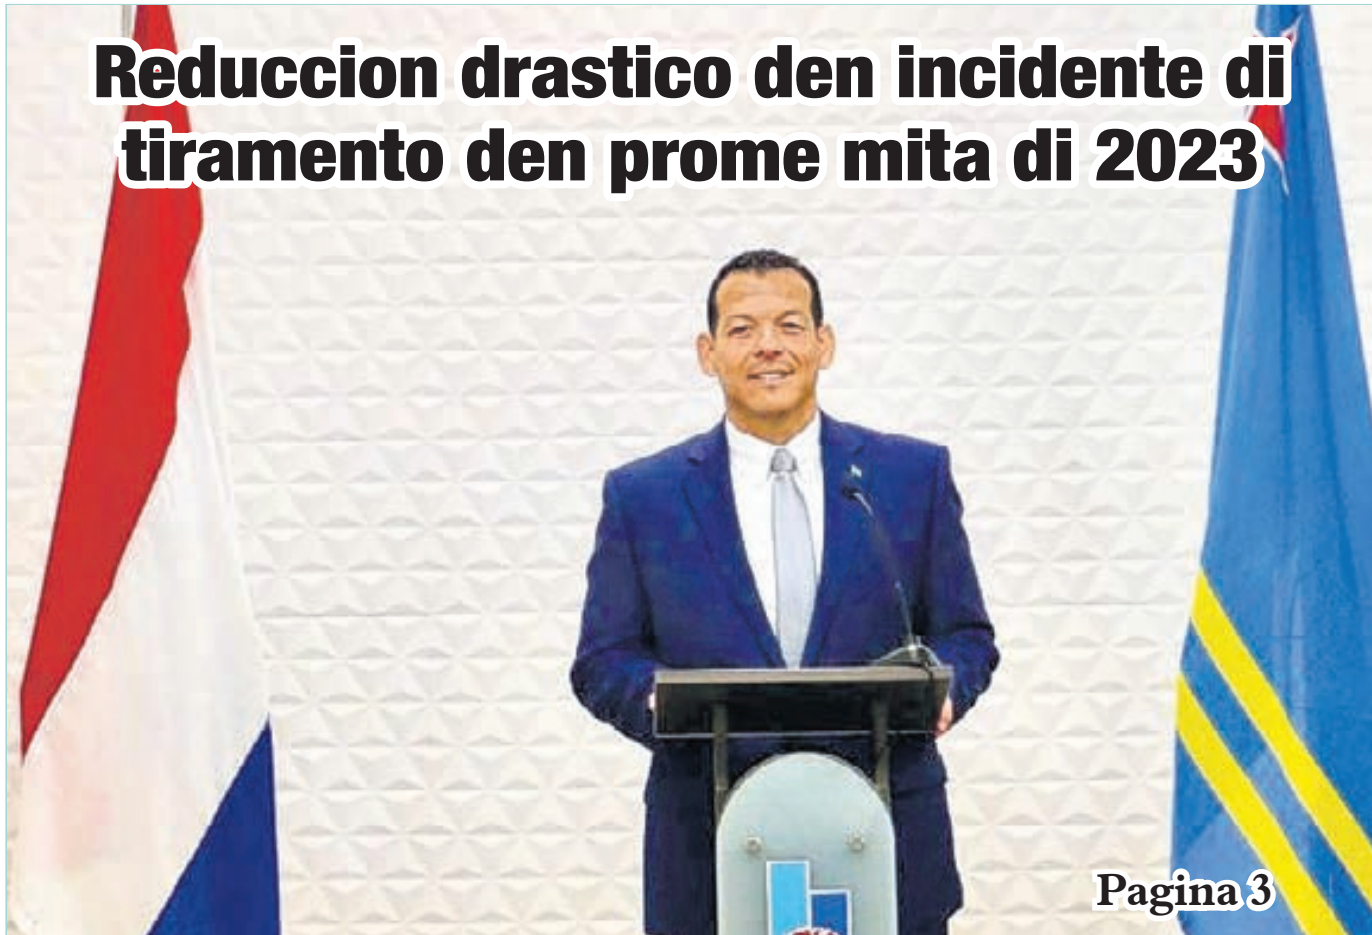 Reduccion drastico den incidente di
tiramento den prome mita di 2023
Pagina 3